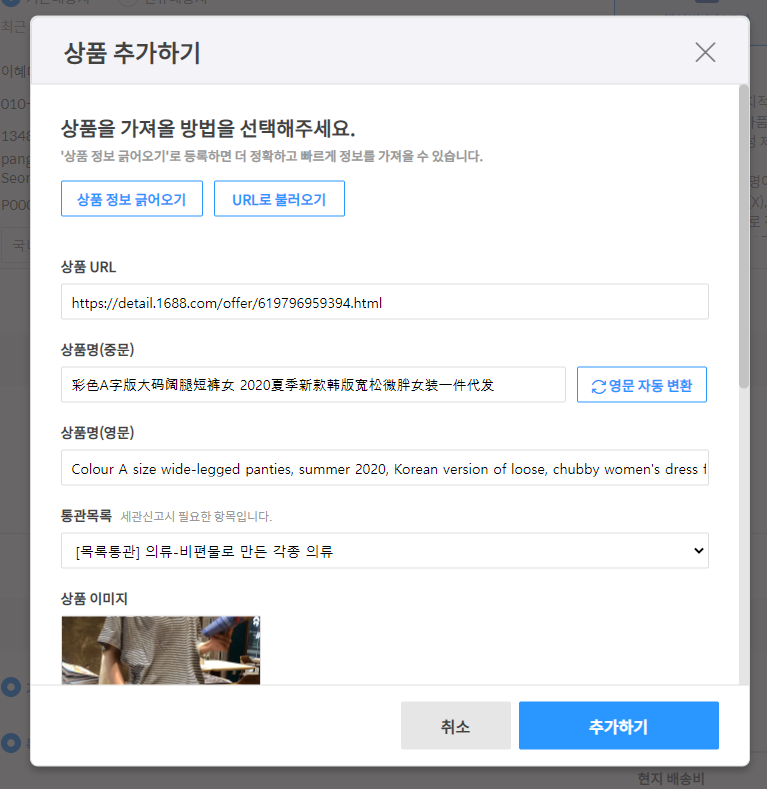 상품 추가하기
상품을 가져올 방법을 선택해주세요.
'상품 정보 긁어오기'로 등록하면 더 정확하고 빠르게 정보를 가져올 수 있습니다.
상품 정보 긁어오기
URL로 불러오기
상품 URL
https://detail.1688.com/offer/619796959394.html
상품명(중문)
彩色A字版大码阔腿短裤女 2020夏季新款韩版宽松微胖女装一件代发
영문 자동 변환
상품명(영문)
Colour A size wide-legged panties, summer 2020, Korean version of loose, chubby women's dress f
통관목록 세관신고시 필요한 항목입니다.
[목록통관] 의류-비편물로 만든 각종 의류
상품 이미지
취소
추가하기
최근
010-
1348
pang
Seon
P000
현지 배송비